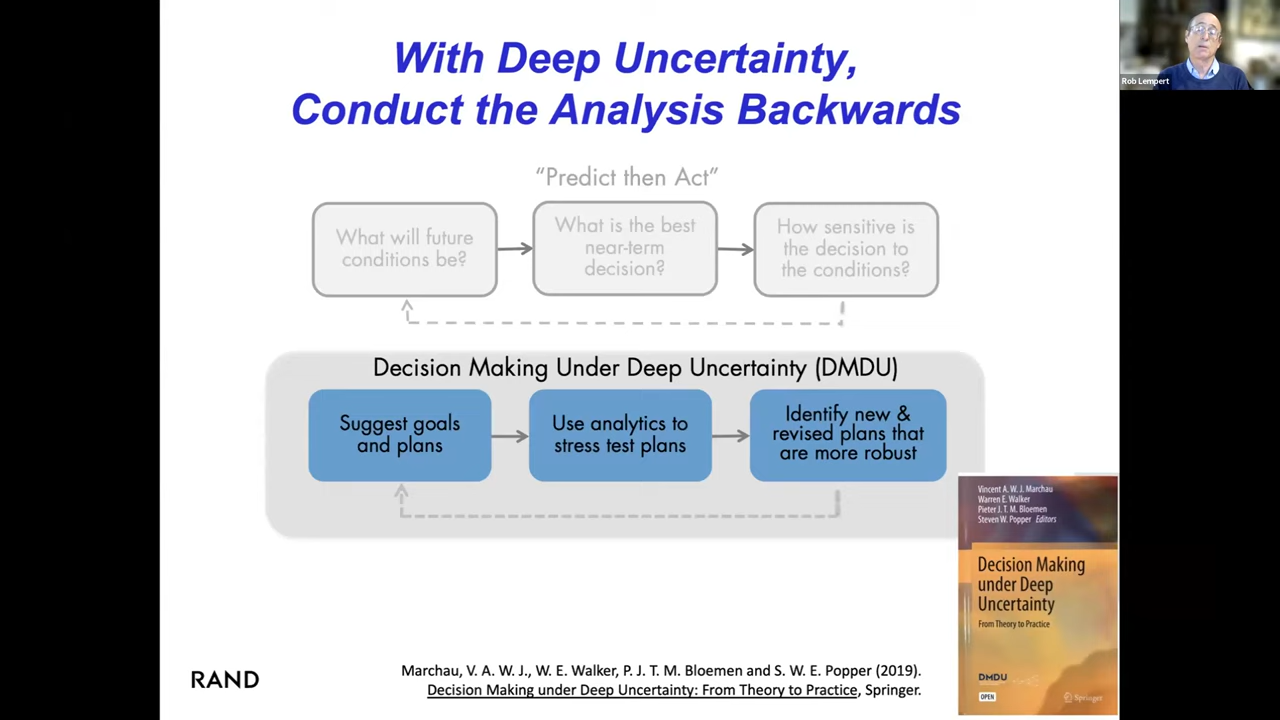 With Deep Uncertainty,
Conduct the Analysis Backwards
Rob Lempert
“Predict then Act”
What will future
conditions be?
What is the best
near-term
decision?
How sensitive is
the decision to
the conditions?
Decision Making Under Deep Uncertainty (DMDU)
Suggest goals
and plans
Use analytics to
stress test plans
Identify new &
revised plans that
are more robust
Vincent A. W. J. Marchau
Warren E. Walker
Pieter J. T. M. Bloemen
Steven W. Popper Editors
Decision Making
under Deep
Uncertainty
From Theory to Practice
DMDU
OPEN
Springer
RAND
Marchau, V. A. W. J., W. E. Walker, P. J. T. M. Bloemen and S. W. E. Popper (2019).
Decision Making under Deep Uncertainty: From Theory to Practice, Springer.